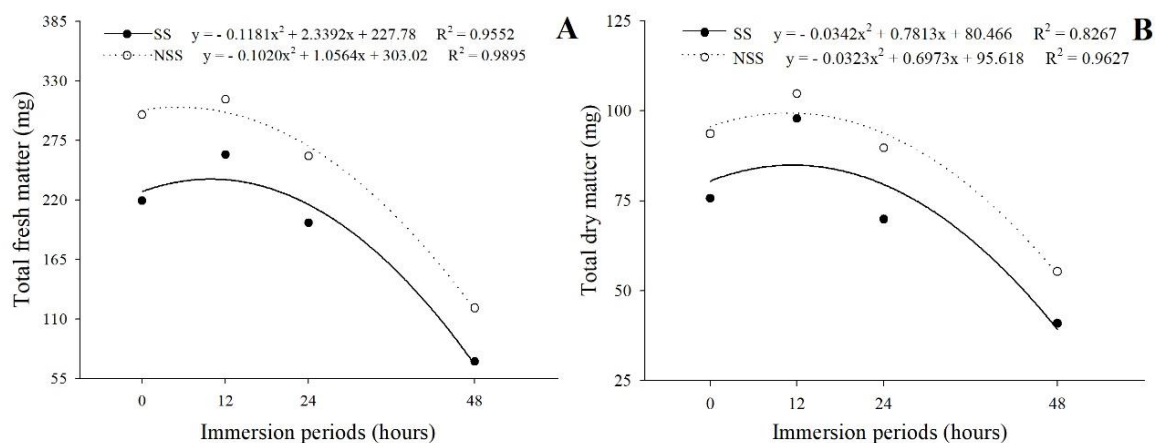 385
330
275
220
165
110
55
Total fresh matter (mg)
SS y = - 0.1181x² + 2.3392x + 227.78 R² = 0.9552
NSS y = - 0.1020x² + 1.0564x + 303.02 R² = 0.9895
A
0 12 24 48
Immersion periods (hours)
125
100
75
50
25
Total dry matter (mg)
SS y = - 0.0342x² + 0.7813x + 80.466 R² = 0.8267
NSS y = - 0.0323x² + 0.6973x + 95.618 R² = 0.9627
B
0 12 24 48
Immersion periods (hours)